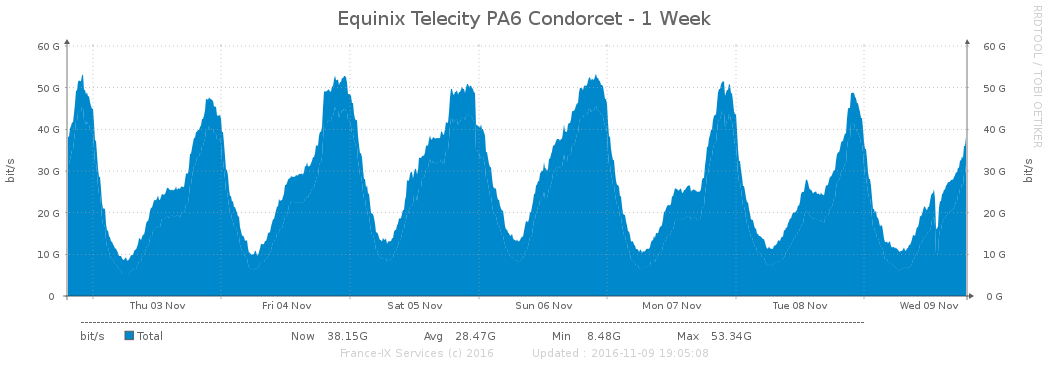 Equinix Telecity PA6 Condorcet - 1 Week
RRDTOOL / TOBI OETIKER
60 G 60 G
50 G 50 G
40 G 40 G
30 G 30 G
20 G 20 G
10 G 10 G
0 0 G
bit/s
bit/s
Thu 03 Nov Fri 04 Nov Sat 05 Nov Sun 06 Nov Mon 07 Nov Tue 08 Nov Wed 09 Nov
bit/s Total Now 38.15G Avg 28.47G Min 8.48G Max 53.34G
France-IX Services (c) 2016 Updated : 2016-11-09 19:05:08